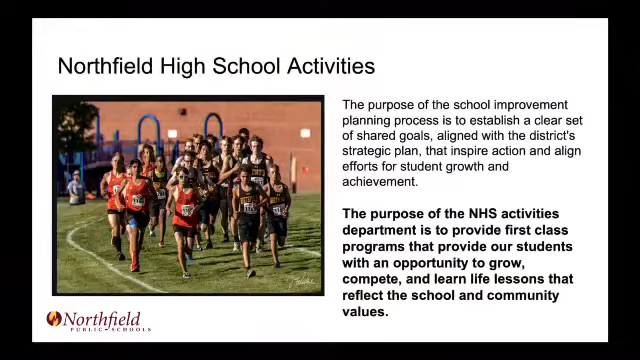 Northfield High School Activities
The purpose of the school improvement
planning process is to establish a clear set
of shared goals, aligned with the district's
strategic plan, that inspire action and align
efforts for student growth and
achievement.
The purpose of the NHS activities
department is to provide first class
programs that provide our students
with an opportunity to grow,
compete, and learn life lessons that
reflect the school and community
values.
Northfield
PUBLIC SCHOOLS